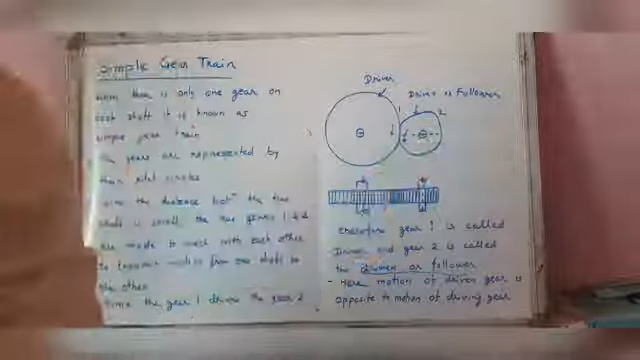 Simple Gear Train
When there is only one gear on
each shaft it is known as
simple gear train
The gears are represented by
their pitch circles
Since the distance betn the two
shaft is small the two gears 1 & 2
are made to mesh with each other
to transmit motion from one shaft to
the other
Since the gear 1 drives the gear 2
Driver
Driven or Follower
1
2
therefore gear 1 is called
Driver and gear 2 is called
the driven or follower
- Here motion of driven gear is
opposite to motion of driving gear